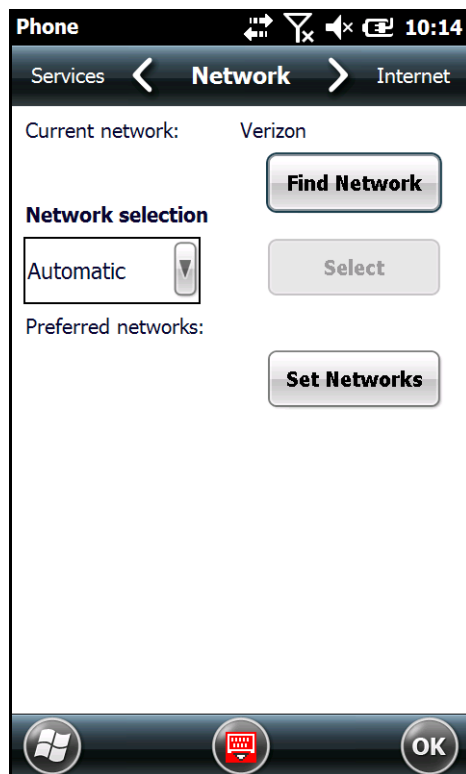 Phone 10:14
Services Network Internet
Current network: Verizon
Find Network
Network selection
Automatic Select
Preferred networks:
Set Networks
OK